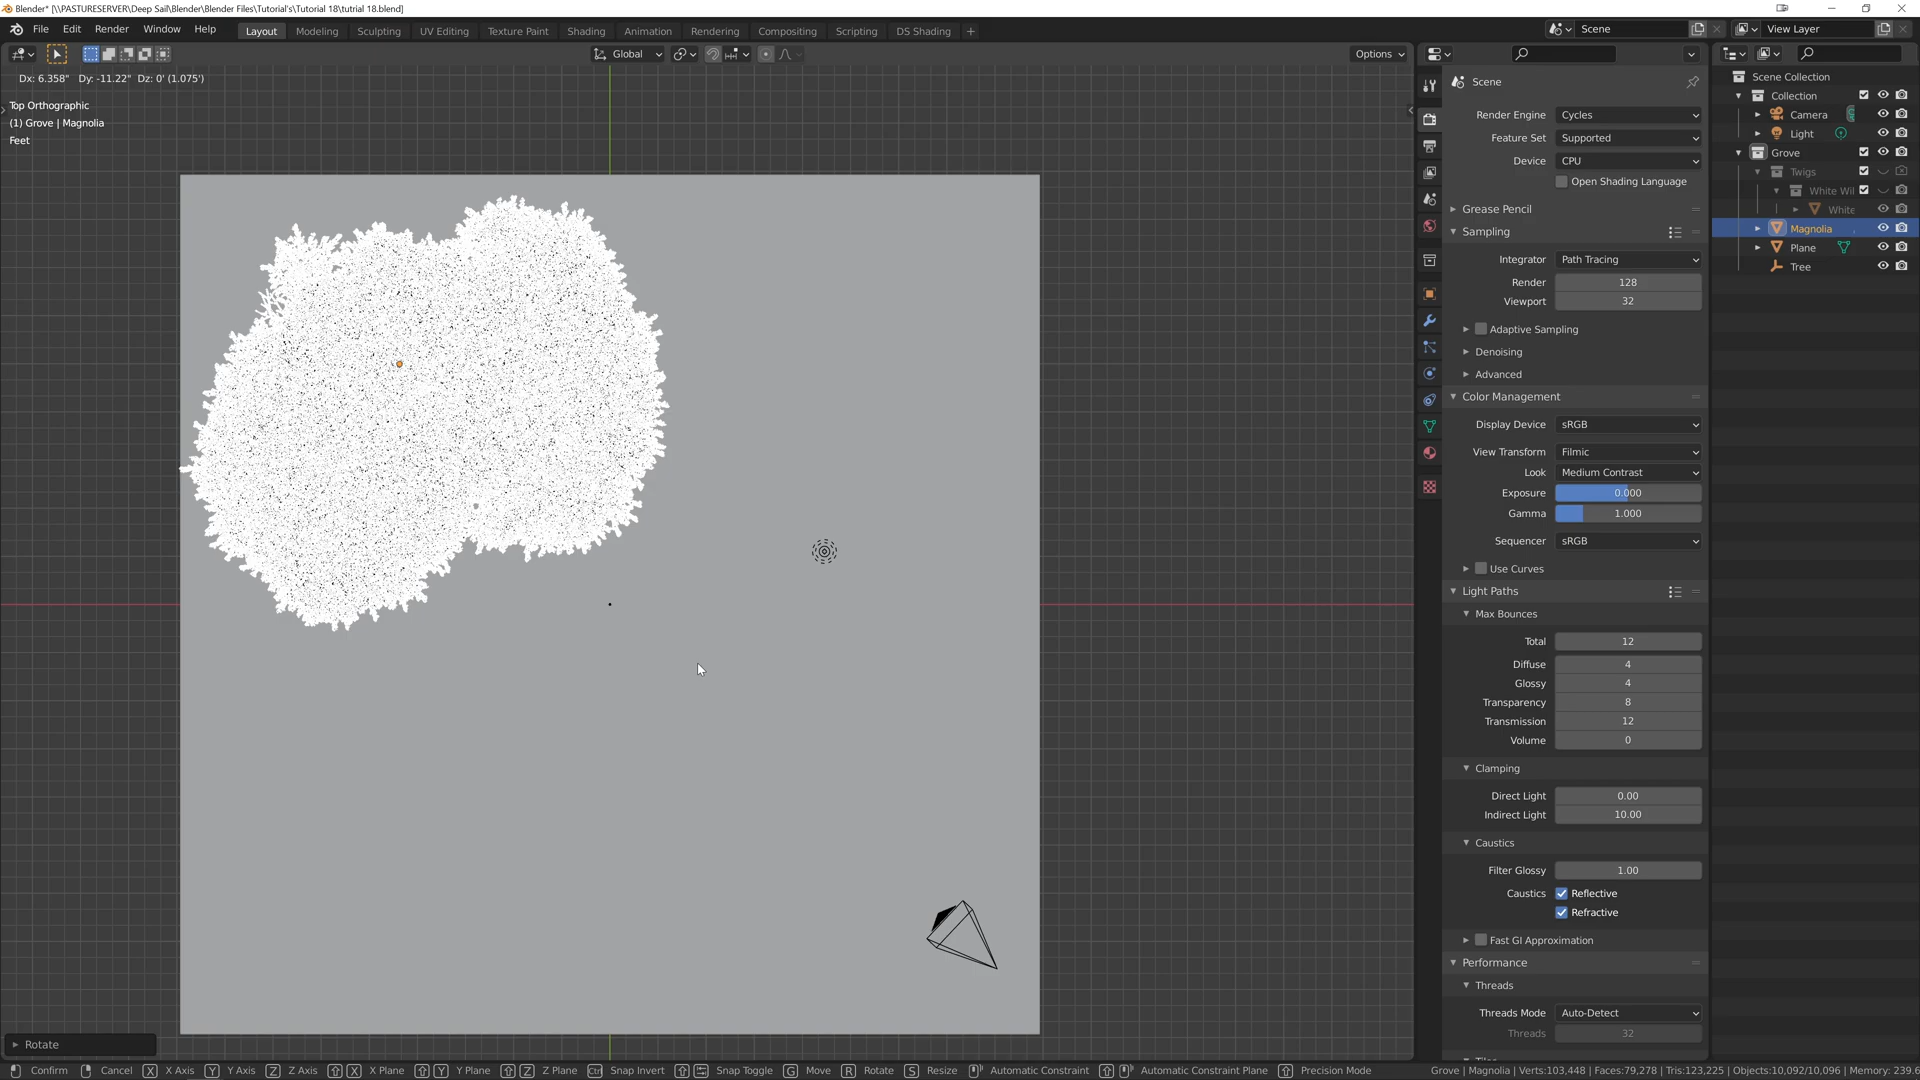 Blender* [\\PASTURESERVER\Deep Sail\Blender\Blender Files\Tutorial's\Tutorial 18\tutrial 18.blend]
File Edit Render Window Help Layout Modeling Sculpting UV Editing Texture Paint Shading Animation Rendering Compositing Scripting DS Shading + Scene View Layer
Global Options
Dx: 6.358" Dy: -11.22" Dz: 0' (1.075')
Top Orthographic
(1) Grove | Magnolia
Feet
Rotate
Scene
Render Engine Cycles
Feature Set Supported
Device CPU
Open Shading Language
Grease Pencil
Sampling
Integrator Path Tracing
Render 128
Viewport 32
Adaptive Sampling
Denoising
Advanced
Color Management
Display Device sRGB
View Transform Filmic
Look Medium Contrast
Exposure 0.000
Gamma 1.000
Sequencer sRGB
Use Curves
Light Paths
Max Bounces
Total 12
Diffuse 4
Glossy 4
Transparency 8
Transmission 12
Volume 0
Clamping
Direct Light 0.00
Indirect Light 10.00
Caustics
Filter Glossy 1.00
Caustics Reflective
Refractive
Fast GI Approximation
Performance
Threads
Threads Mode Auto-Detect
Threads 32
Scene Collection
Collection
Camera
Light
Grove
Twigs
White Wil
White
Magnolia
Plane
Tree
Confirm Cancel X X Axis Y Y Axis Z Z Axis X X Plane Y Y Plane Z Z Plane Ctrl Snap Invert Snap Toggle G Move R Rotate S Resize Automatic Constraint Automatic Constraint Plane Precision Mode Grove | Magnolia | Verts:103,448 | Faces:79,278 | Tris:123,225 | Objects:10,092/10,096 | Memory: 239.6